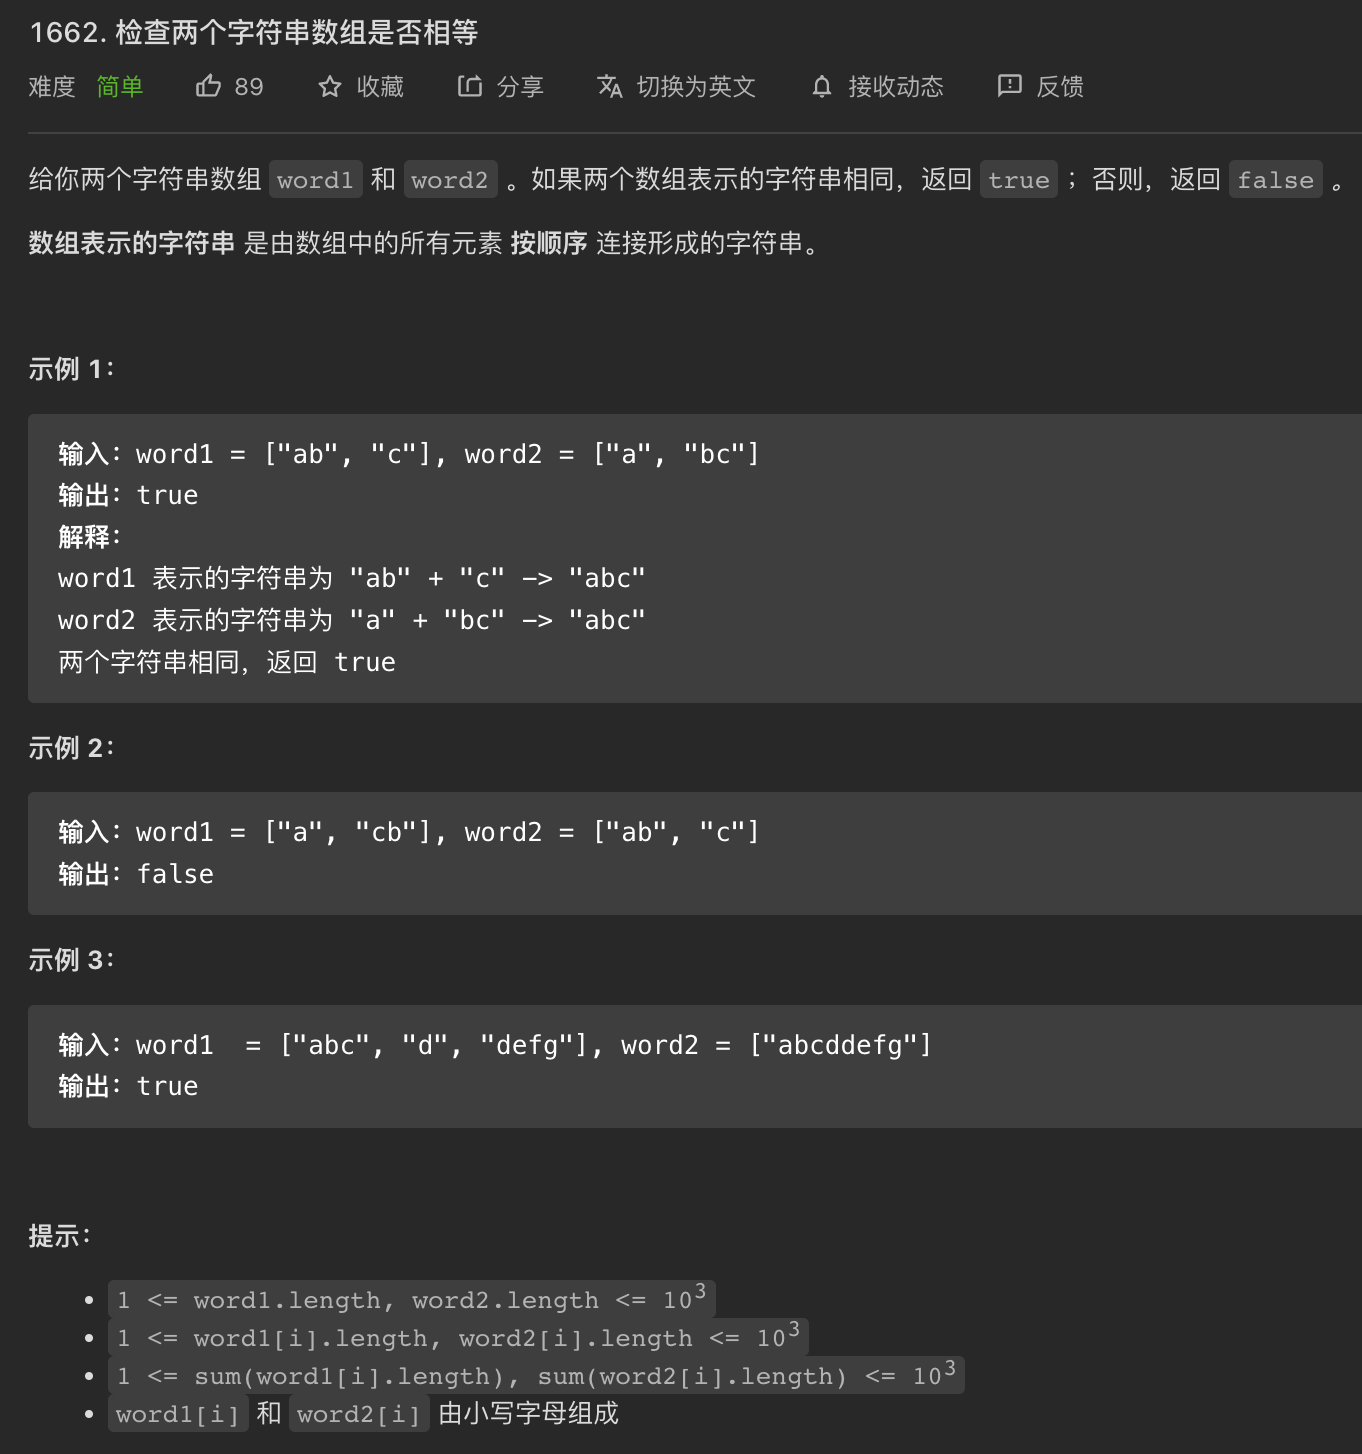 1662. 检查两个字符串数组是否相等
难度 简单 89 收藏 分享 切换为英文 接收动态 反馈
给你两个字符串数组 word1 和 word2 。如果两个数组表示的字符串相同，返回 true ；否则，返回 false 。
数组表示的字符串 是由数组中的所有元素 按顺序 连接形成的字符串。
示例 1：
输入：word1 = ["ab", "c"], word2 = ["a", "bc"]
输出：true
解释：
word1 表示的字符串为 "ab" + "c" -> "abc"
word2 表示的字符串为 "a" + "bc" -> "abc"
两个字符串相同，返回 true
示例 2：
输入：word1 = ["a", "cb"], word2 = ["ab", "c"]
输出：false
示例 3：
输入：word1  = ["abc", "d", "defg"], word2 = ["abcddefg"]
输出：true
提示：
• 1 <= word1.length, word2.length <= 10³
• 1 <= word1[i].length, word2[i].length <= 10³
• 1 <= sum(word1[i].length), sum(word2[i].length) <= 10³
• word1[i] 和 word2[i] 由小写字母组成